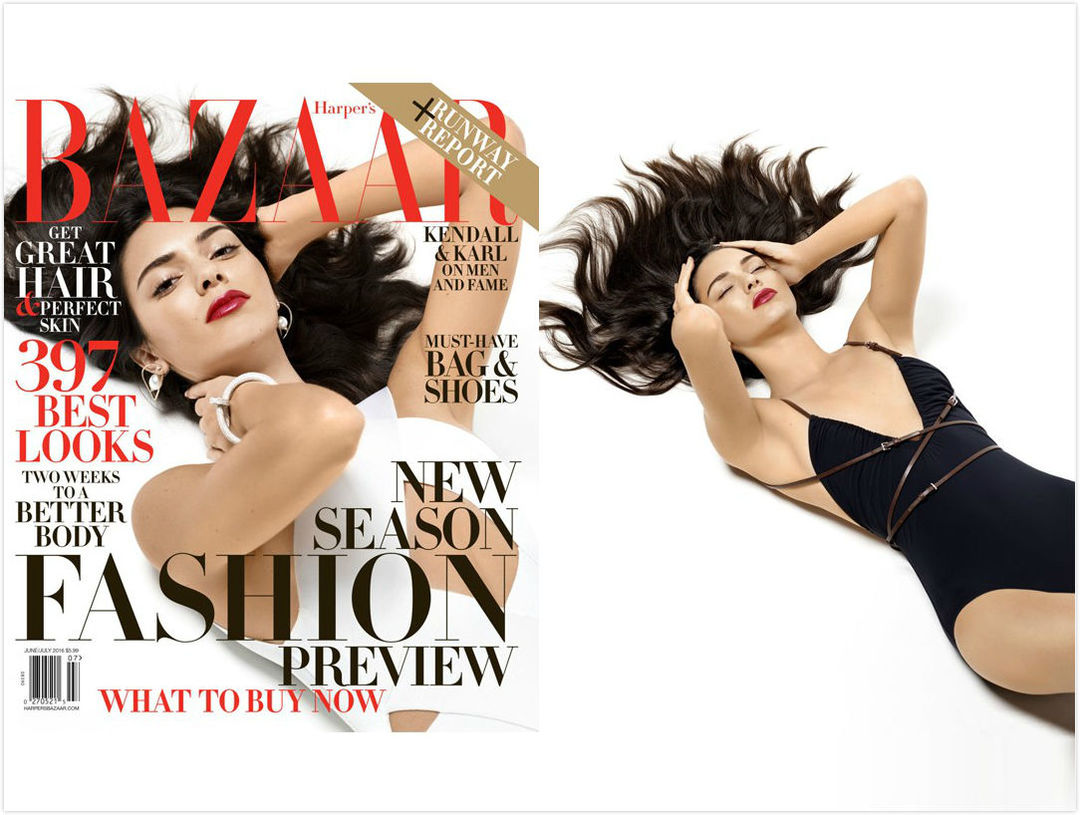 Harper's
BAZAAR
+RUNWAY
REPORT
GET
GREAT
HAIR
&PERFECT
SKIN
397
BEST
LOOKS
TWO WEEKS
TO A
BETTER
BODY
KENDALL
& KARL
ON MEN
AND FAME
MUST-HAVE
BAG &
SHOES
NEW
SEASON
FASHION
PREVIEW
WHAT TO BUY NOW
JUNE/JULY 2016 $5.99
07>
HARPERSBAZAAR.COM